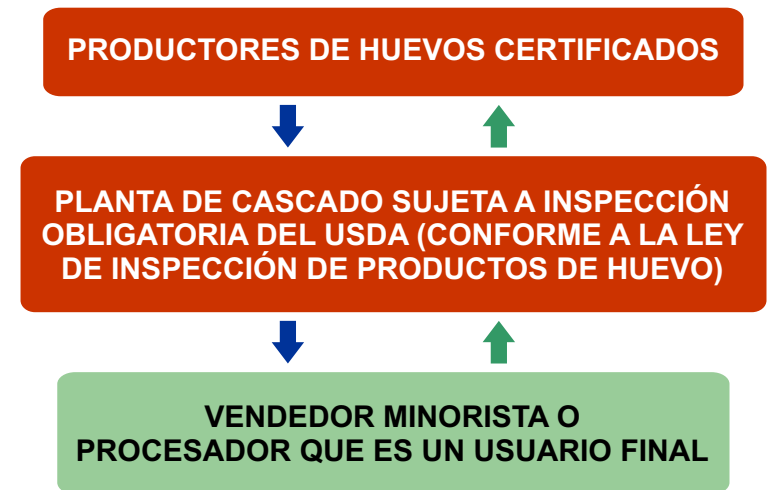 PRODUCTORES DE HUEVOS CERTIFICADOS
PLANTA DE CASCADO SUJETA A INSPECCIÓN
OBLIGATORIA DEL USDA (CONFORME A LA LEY
DE INSPECCIÓN DE PRODUCTOS DE HUEVO)
VENDEDOR MINORISTA O
PROCESADOR QUE ES UN USUARIO FINAL